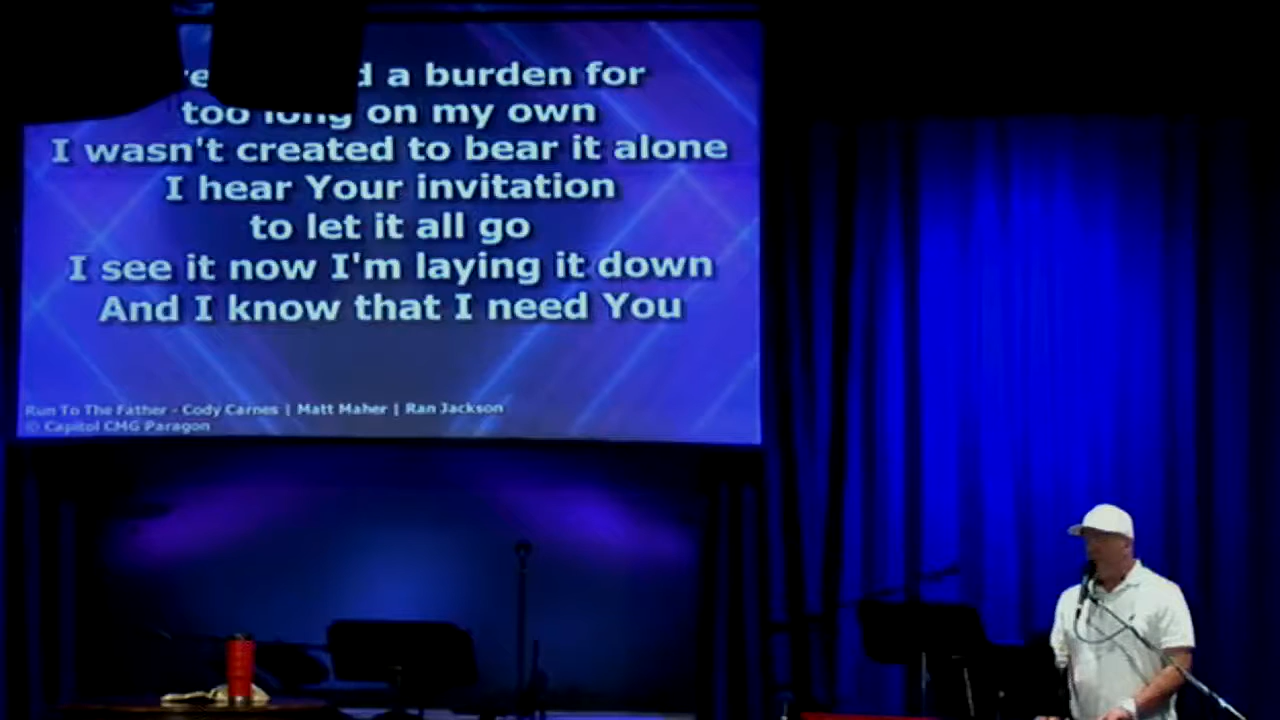 a burden for
too long on my own
I wasn't created to bear it alone
I hear Your invitation
to let it all go
I see it now I'm laying it down
And I know that I need You
Run To The Father - Cody Carnes | Matt Maher | Ran Jackson
© Capitol CMG Paragon